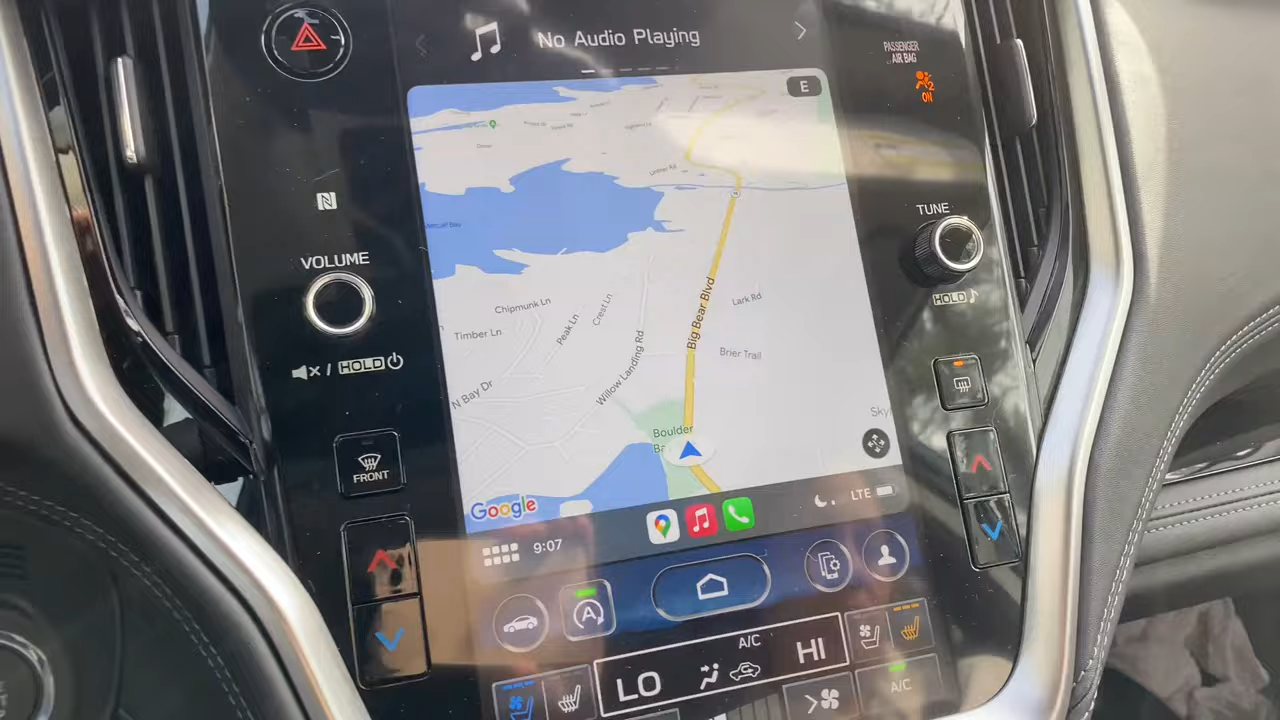 No Audio Playing
PASSENGER
AIR BAG
2
ON
E
VOLUME
HOLD
TUNE
HOLD
FRONT
Chipmunk Ln
Timber Ln
Peak Ln
Crest Ln
Willow Landing Rd
N Bay Dr
Big Bear Blvd
Lark Rd
Brier Trail
Boulder
Sky
Google
9:07
LTE
A
A/C
LO
HI
A/C